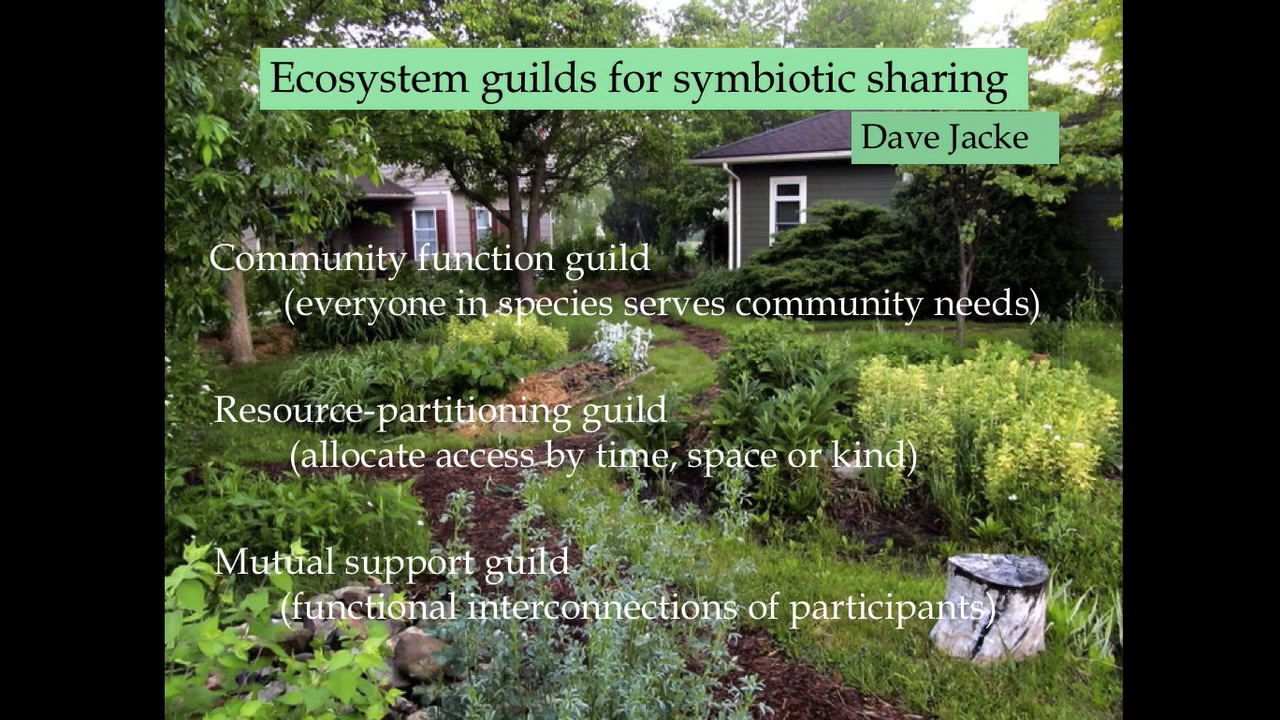 Ecosystem guilds for symbiotic sharing
Dave Jacke
Community function guild
(everyone in species serves community needs)
Resource-partitioning guild
(allocate access by time, space or kind)
Mutual support guild
(functional interconnections of participants)